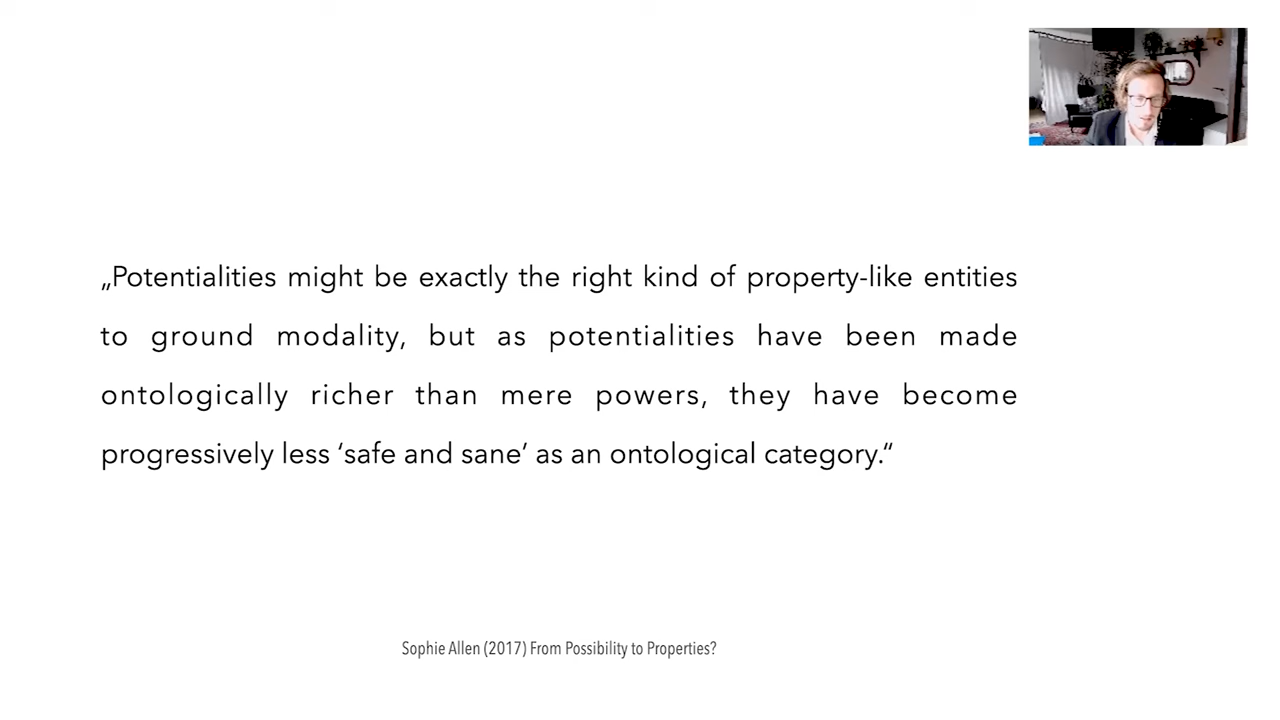 „Potentialities might be exactly the right kind of property-like entities
to ground modality, but as potentialities have been made
ontologically richer than mere powers, they have become
progressively less ‘safe and sane’ as an ontological category.“
Sophie Allen (2017) From Possibility to Properties?